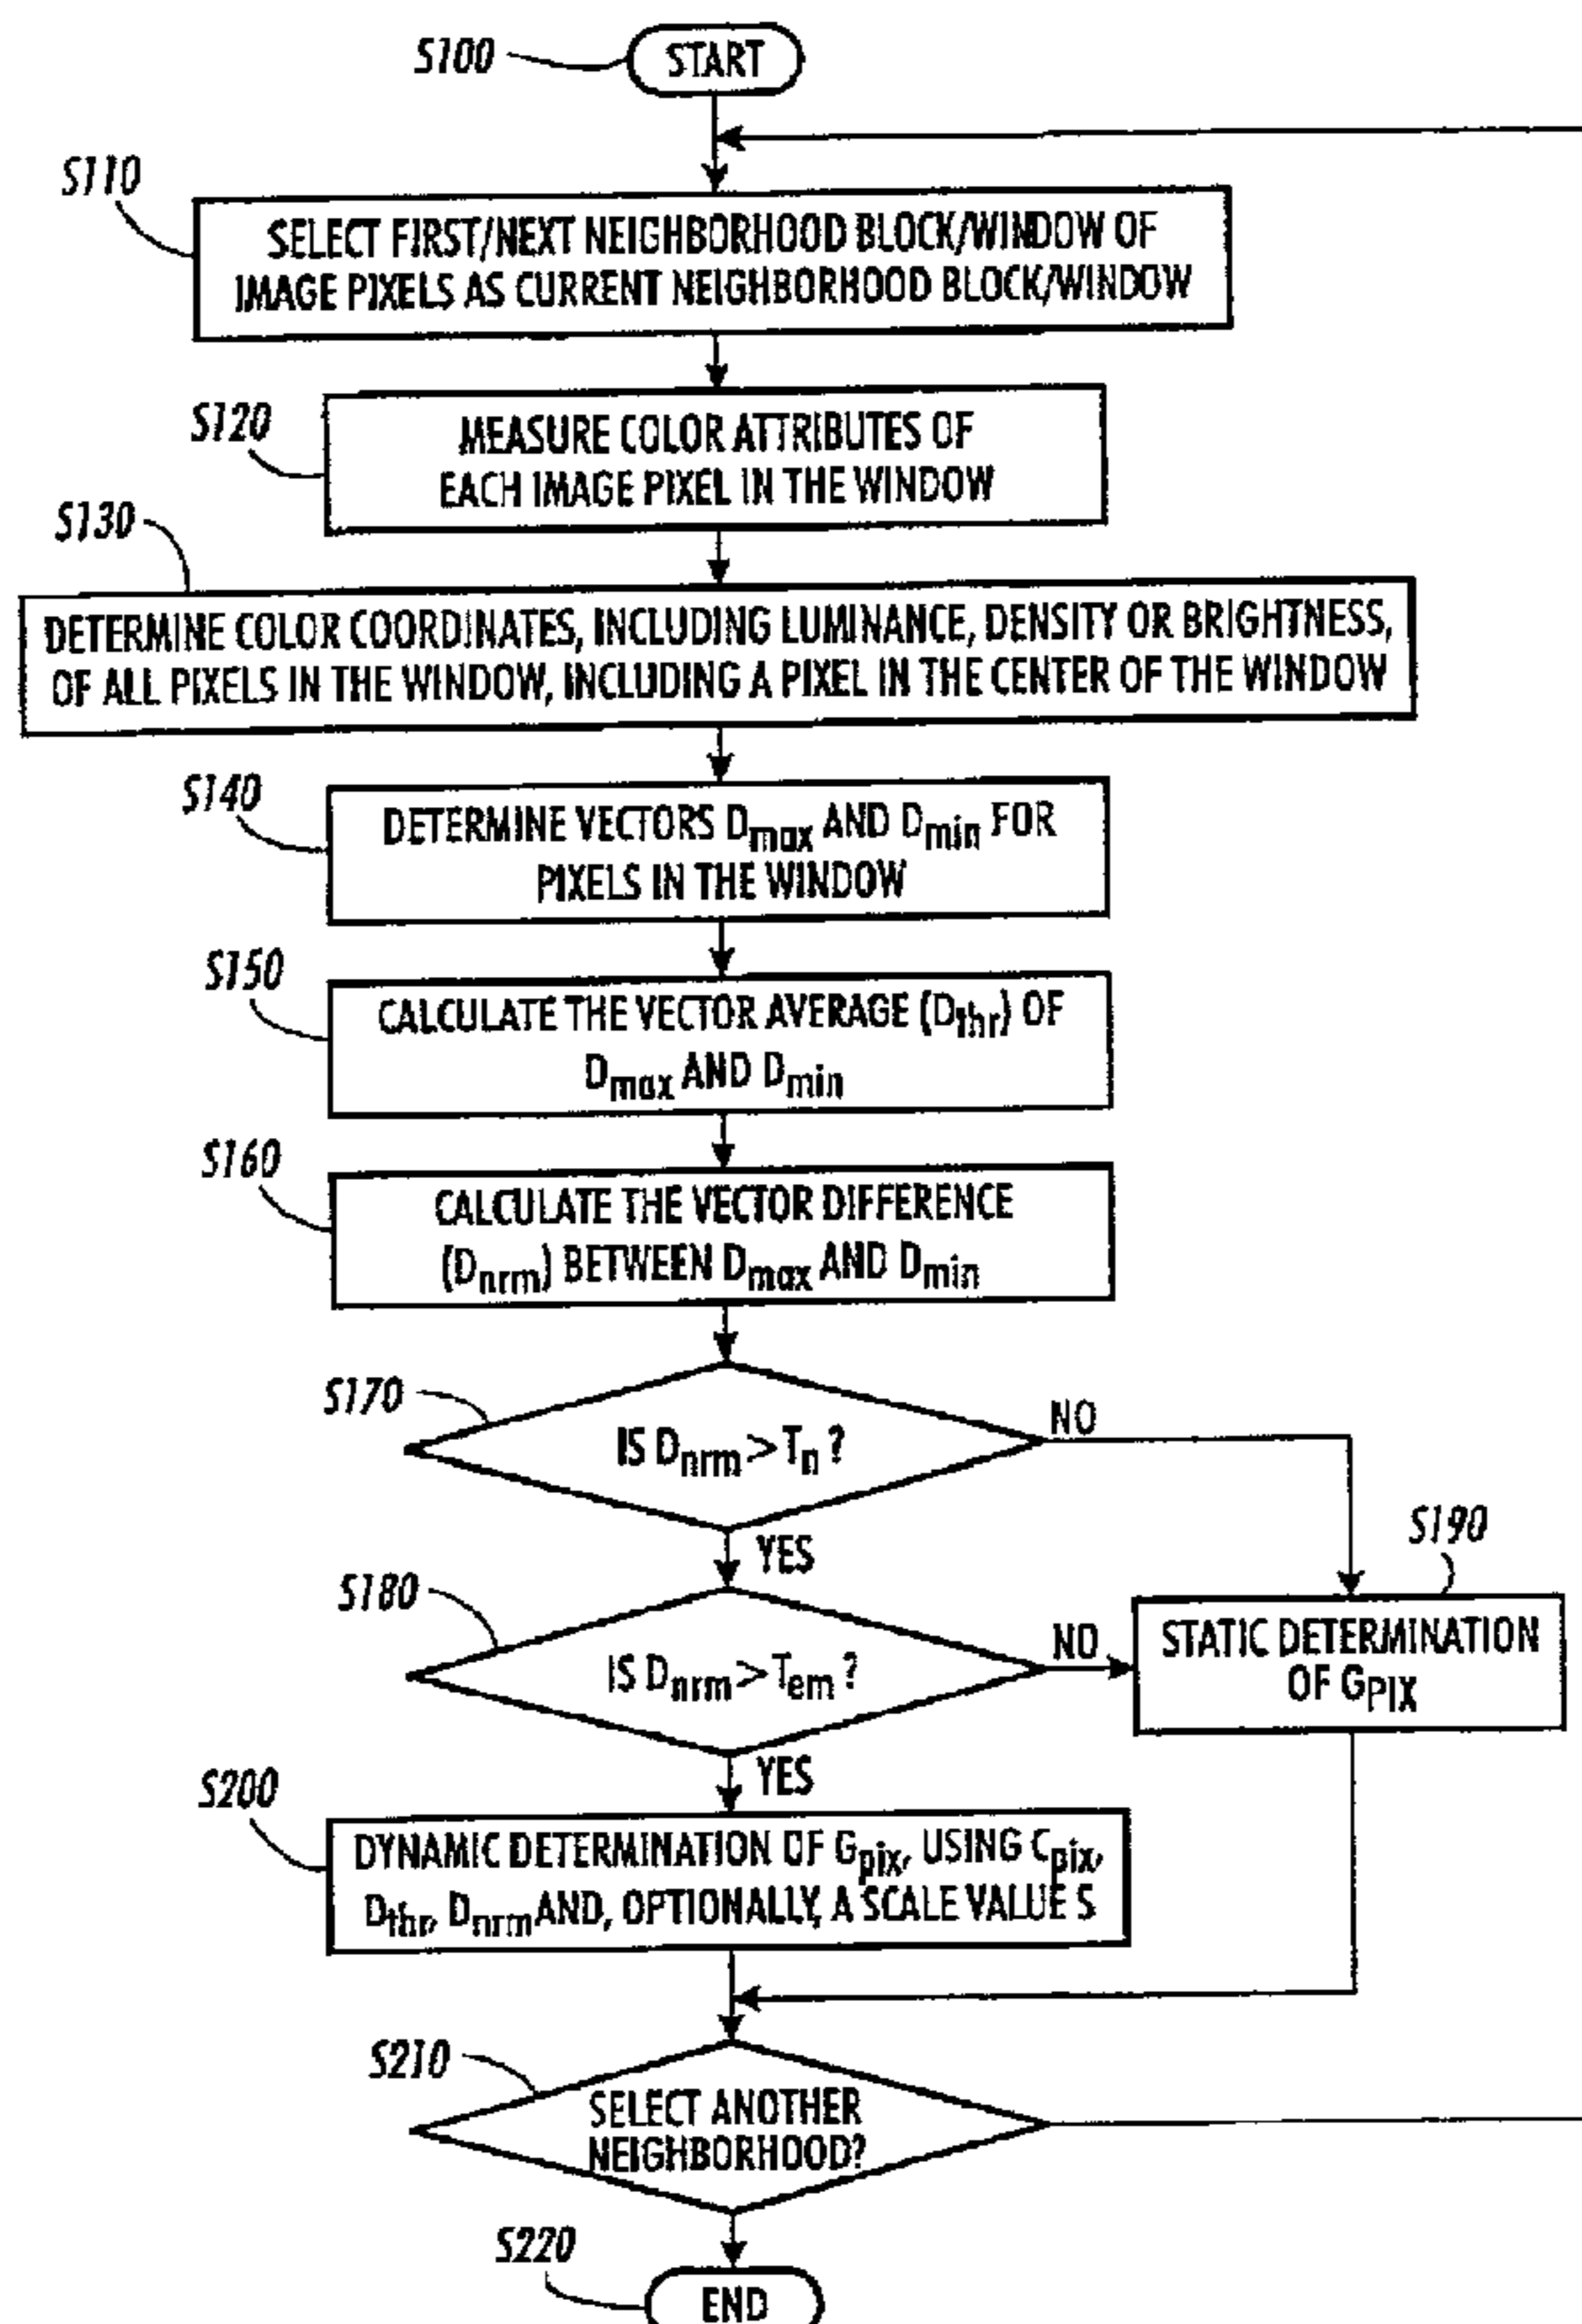 S100
START
S110
SELECT FIRST/NEXT NEIGHBORHOOD BLOCK/WINDOW OF
IMAGE PIXELS AS CURRENT NEIGHBORHOOD BLOCK/WINDOW
S120
MEASURE COLOR ATTRIBUTES OF
EACH IMAGE PIXEL IN THE WINDOW
S130
DETERMINE COLOR COORDINATES, INCLUDING LUMINANCE, DENSITY OR BRIGHTNESS,
OF ALL PIXELS IN THE WINDOW, INCLUDING A PIXEL IN THE CENTER OF THE WINDOW
S140
DETERMINE VECTORS Dmax AND Dmin FOR
PIXELS IN THE WINDOW
S150
CALCULATE THE VECTOR AVERAGE (Dthr) OF
Dmax AND Dmin
S160
CALCULATE THE VECTOR DIFFERENCE
(Dnrm) BETWEEN Dmax AND Dmin
S170
IS Dnrm > Tn ?
NO
YES
S180
IS Dnrm > Tem ?
NO
YES
S190
STATIC DETERMINATION
OF GPIX
S200
DYNAMIC DETERMINATION OF Gpix, USING Cpix,
Dthr, Dnrm AND, OPTIONALLY, A SCALE VALUE S
S210
SELECT ANOTHER
NEIGHBORHOOD?
S220
END